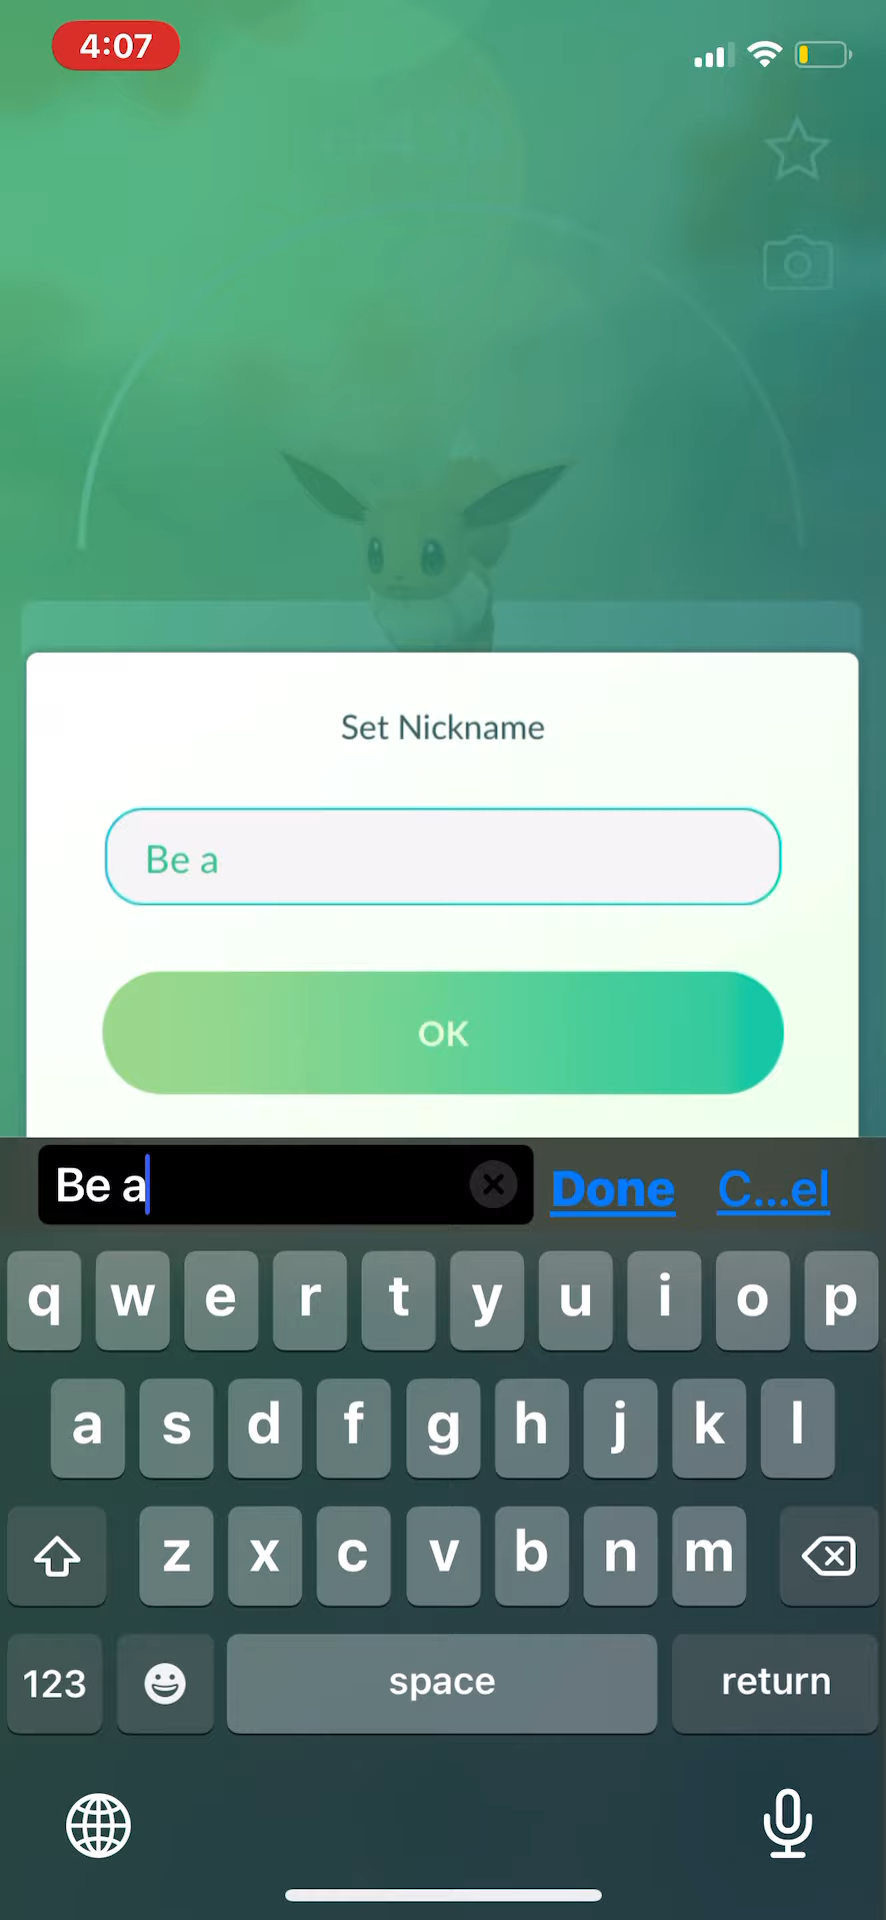 4:07
Set Nickname
Be a
OK
Be a
Done C...el
q w e r t y u i o p
a s d f g h j k l
z x c v b n m
123 space return